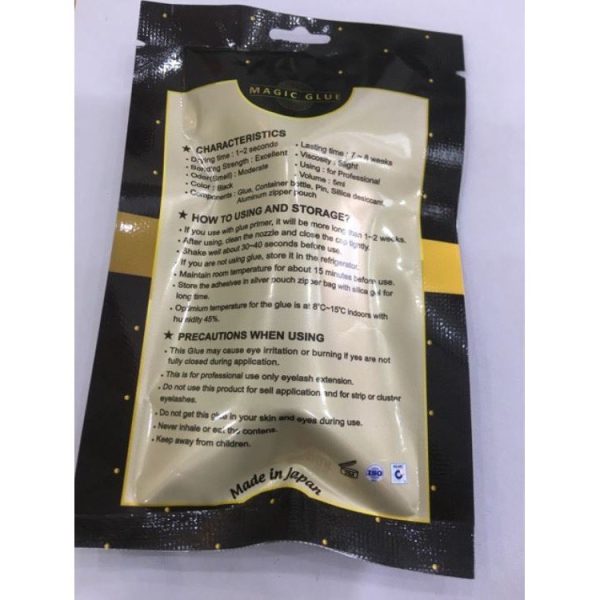 MAGIC GLUE
★ CHARACTERISTICS
• Drying time : 1~2 seconds
• Bonding Strength : Excellent
• Odor(Smell) : Moderate
• Color : Black
• Components : Glue, Container bottle, Pin, Silica desiccant,
Aluminum zipper pouch
• Lasting time : 7 ~ 8 weeks
• Viscosity : Slight
• Using : for Professional
• Volume : 5ml
★ HOW TO USING AND STORAGE?
• If you use with glue primer, it will be more long than 1~2 weeks.
• After using, clean the nozzle and close the cap tightly.
• Shake well about 30~40 seconds before use.
If you are not using glue, store it in the refrigerator.
• Maintain room temperature for about 15 minutes before use.
• Store the adhesives in silver pouch zipper bag with silica gel for
long time.
• Optimium temperature for the glue is at 8°C~15°C indoors with
humidity 45%.
★ PRECAUTIONS WHEN USING
• This Glue may cause eye irritation or burning if yes are not
fully closed during application.
• This is for professional use only eyelash extension.
• Do not use this product for sell application and for strip or cluster
eyelashes.
• Do not get this glue in your skin and eyes during use.
• Never inhale or eat the contens.
• Keep away from children.
Made in Japan
ISO